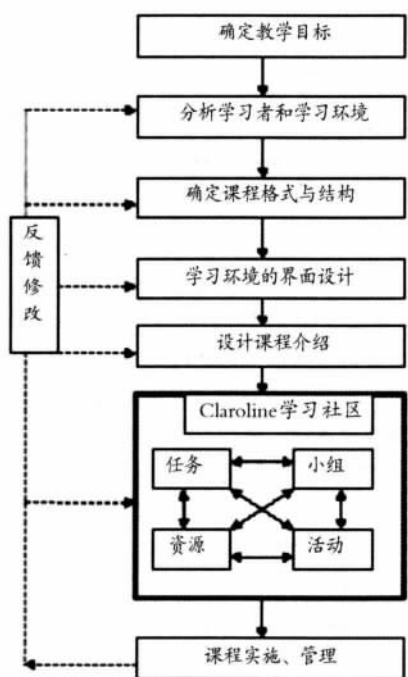 确定教学目标
分析学习者和学习环境
确定课程格式与结构
反馈修改
学习环境的界面设计
设计课程介绍
Claroline学习社区
任务
小组
资源
活动
课程实施、管理